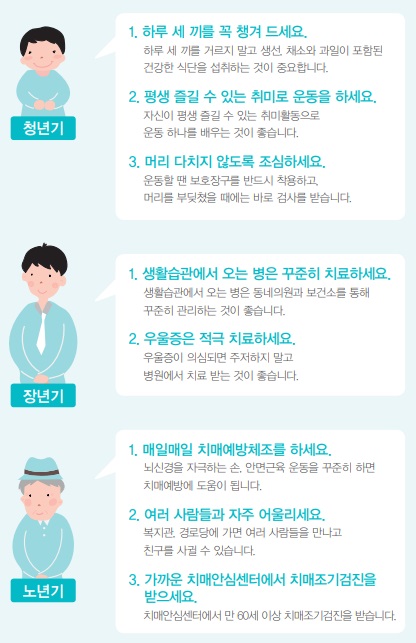 1. 하루 세 끼를 꼭 챙겨 드세요.
하루 세 끼를 거르지 말고 생선, 채소와 과일이 포함된
건강한 식단을 섭취하는 것이 중요합니다.
2. 평생 즐길 수 있는 취미로 운동을 하세요.
자신이 평생 즐길 수 있는 취미활동으로
운동 하나를 배우는 것이 좋습니다.
3. 머리 다치지 않도록 조심하세요.
운동할 땐 보호장구를 반드시 착용하고,
머리를 부딪쳤을 때에는 바로 검사를 받습니다.
청년기
1. 생활습관에서 오는 병은 꾸준히 치료하세요.
생활습관에서 오는 병은 동네의원과 보건소를 통해
꾸준히 관리하는 것이 좋습니다.
2. 우울증은 적극 치료하세요.
우울증이 의심되면 주저하지 말고
병원에서 치료 받는 것이 좋습니다.
장년기
1. 매일매일 치매예방체조를 하세요.
뇌신경을 자극하는 손, 안면근육 운동을 꾸준히 하면
치매예방에 도움이 됩니다.
2. 여러 사람들과 자주 어울리세요.
복지관, 경로당에 가면 여러 사람들을 만나고
친구를 사귈 수 있습니다.
3. 가까운 치매안심센터에서 치매조기검진을
받으세요.
치매안심센터에서 만 60세 이상 치매조기검진을 받습니다.
노년기